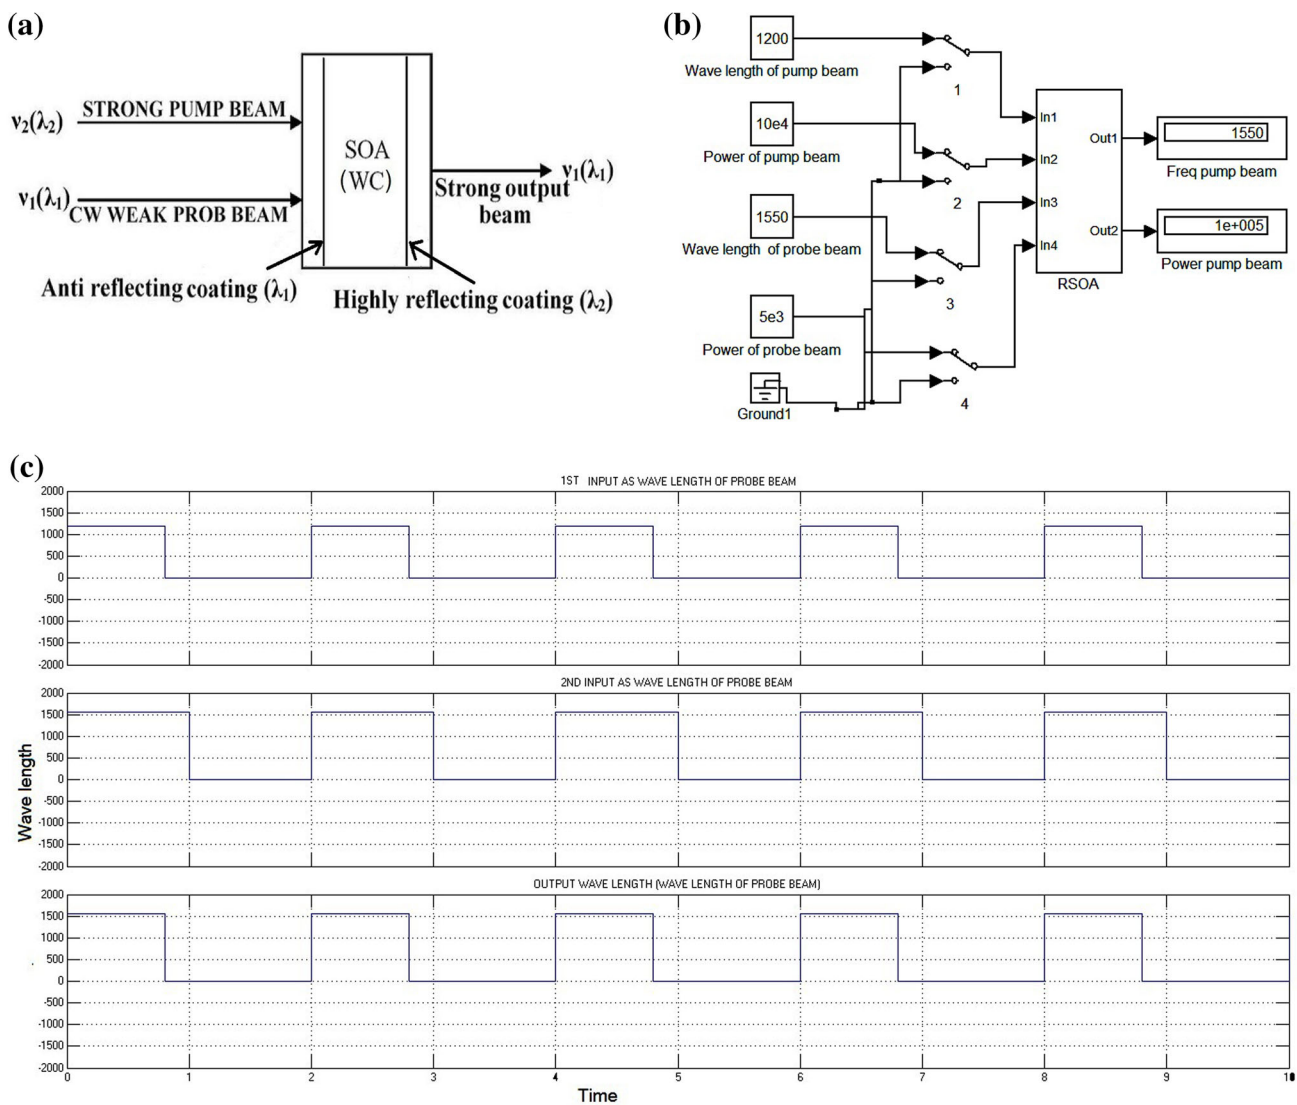 (a)
ν₂(λ₂)
STRONG PUMP BEAM
ν₁(λ₁)
CW WEAK PROB BEAM
SOA
(WC)
ν₁(λ₁)
Strong output
beam
Anti reflecting coating (λ₁)
Highly reflecting coating (λ₂)
(b)
1200
Wave length of pump beam
10e4
Power of pump beam
1550
Wave length of probe beam
5e3
Power of probe beam
Ground1
1
2
3
4
In1
In2
In3
In4
Out1
Out2
RSOA
1550
Freq pump beam
1e+005
Power pump beam
(c)
1ST INPUT AS WAVE LENGTH OF PROBE BEAM
2000
1500
1000
500
0
-500
-1000
-1500
-2000
2ND INPUT AS WAVE LENGTH OF PROBE BEAM
2000
1500
1000
500
0
-500
-1000
-1500
-2000
Wave length
OUTPUT WAVE LENGTH (WAVE LENGTH OF PROBE BEAM)
2000
1500
1000
500
0
-500
-1000
-1500
-2000
0 1 2 3 4 5 6 7 8 9 10
Time